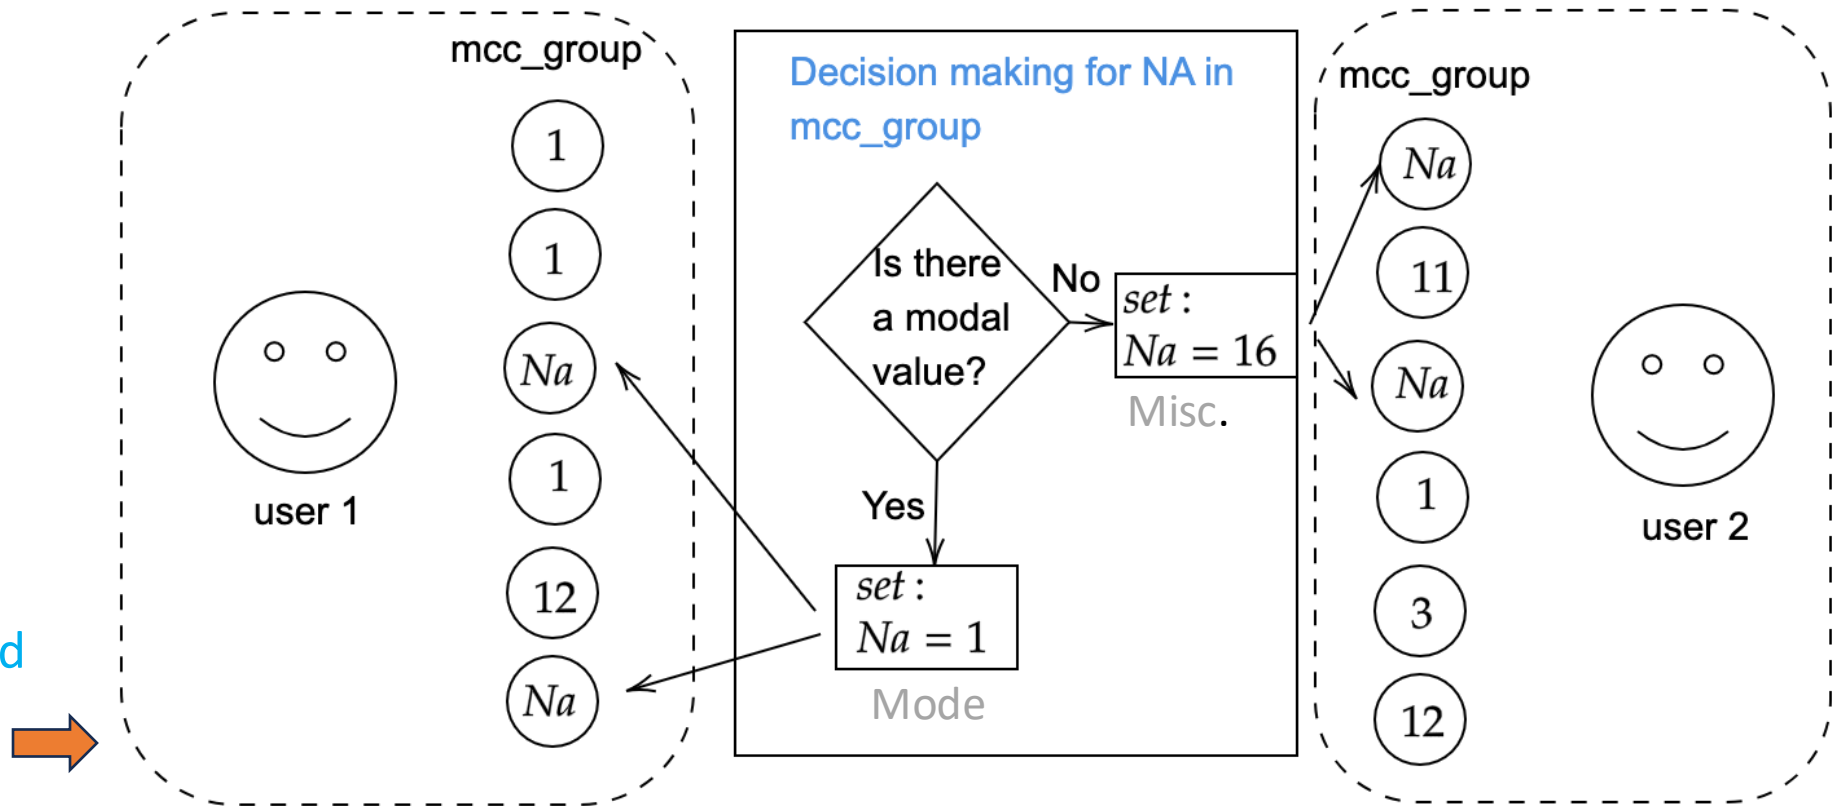 mcc_group
1
1
Na
1
12
Na
user 1
d
Decision making for NA in
mcc_group
Is there
a modal
value?
No
set :
Na = 16
Misc.
Yes
set :
Na = 1
Mode
mcc_group
Na
11
Na
1
3
12
user 2